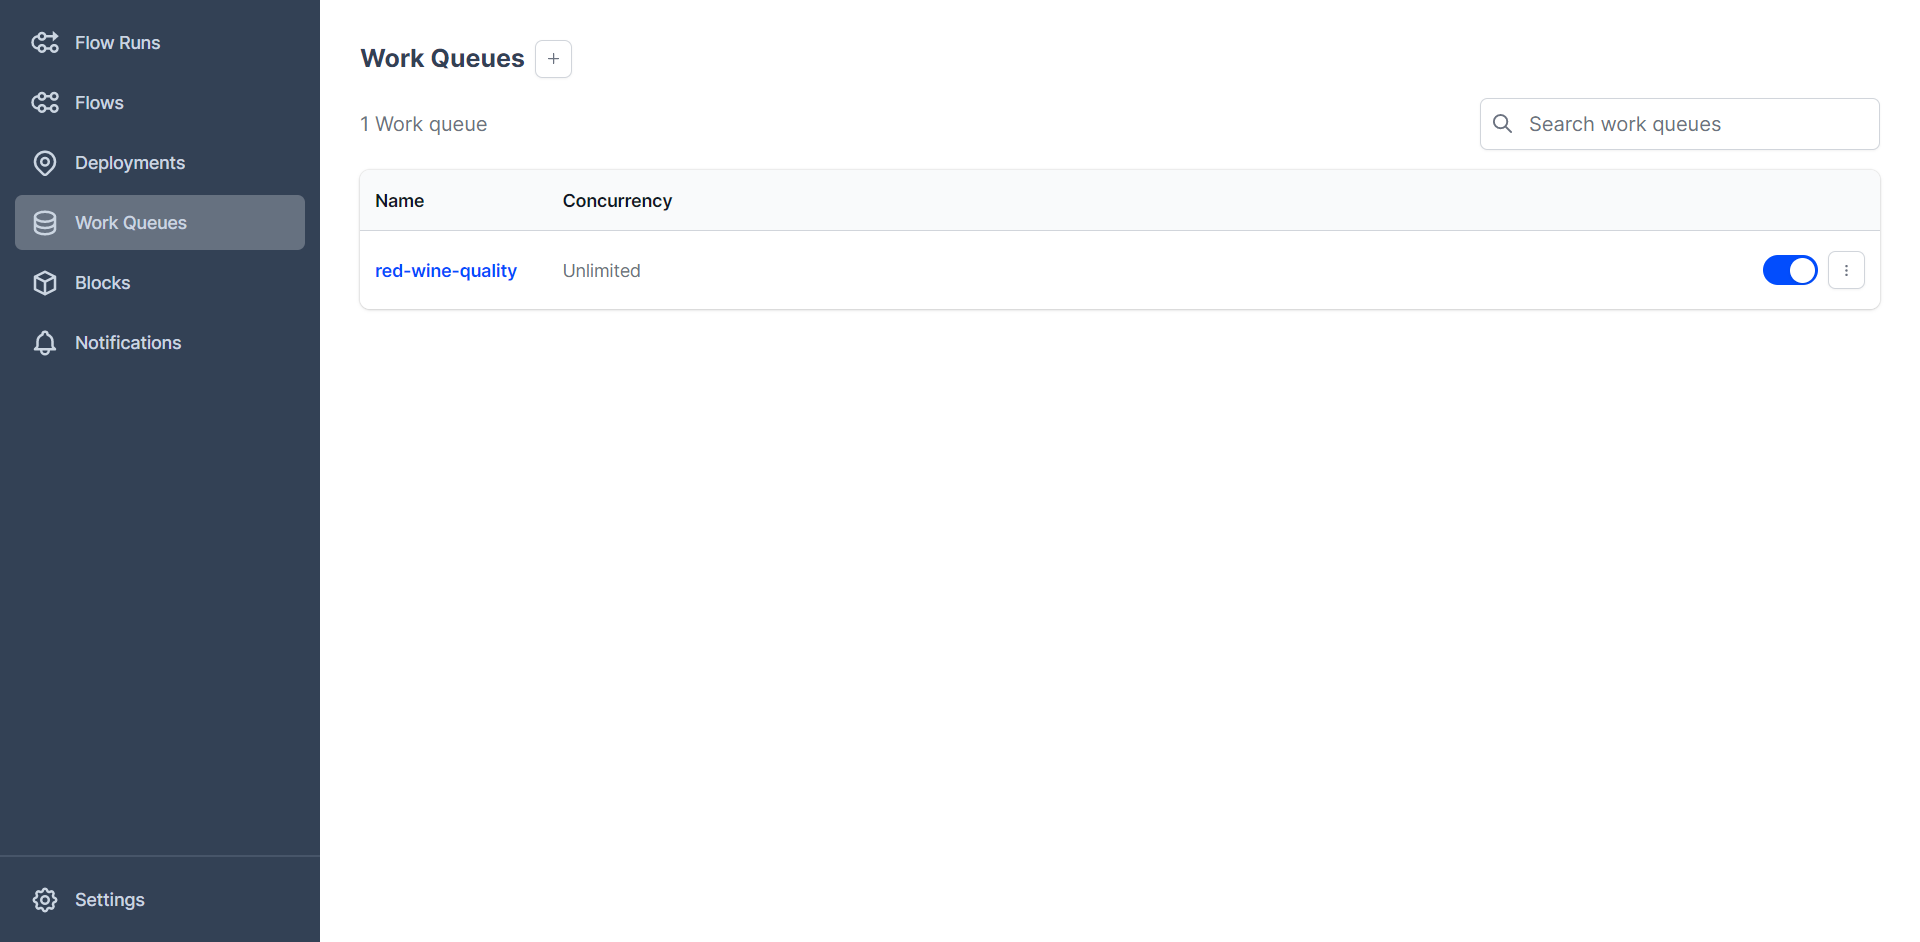 Flow Runs
Flows
Deployments
Work Queues
Blocks
Notifications
Settings
Work Queues
1 Work queue
Search work queues
Name Concurrency
red-wine-quality Unlimited